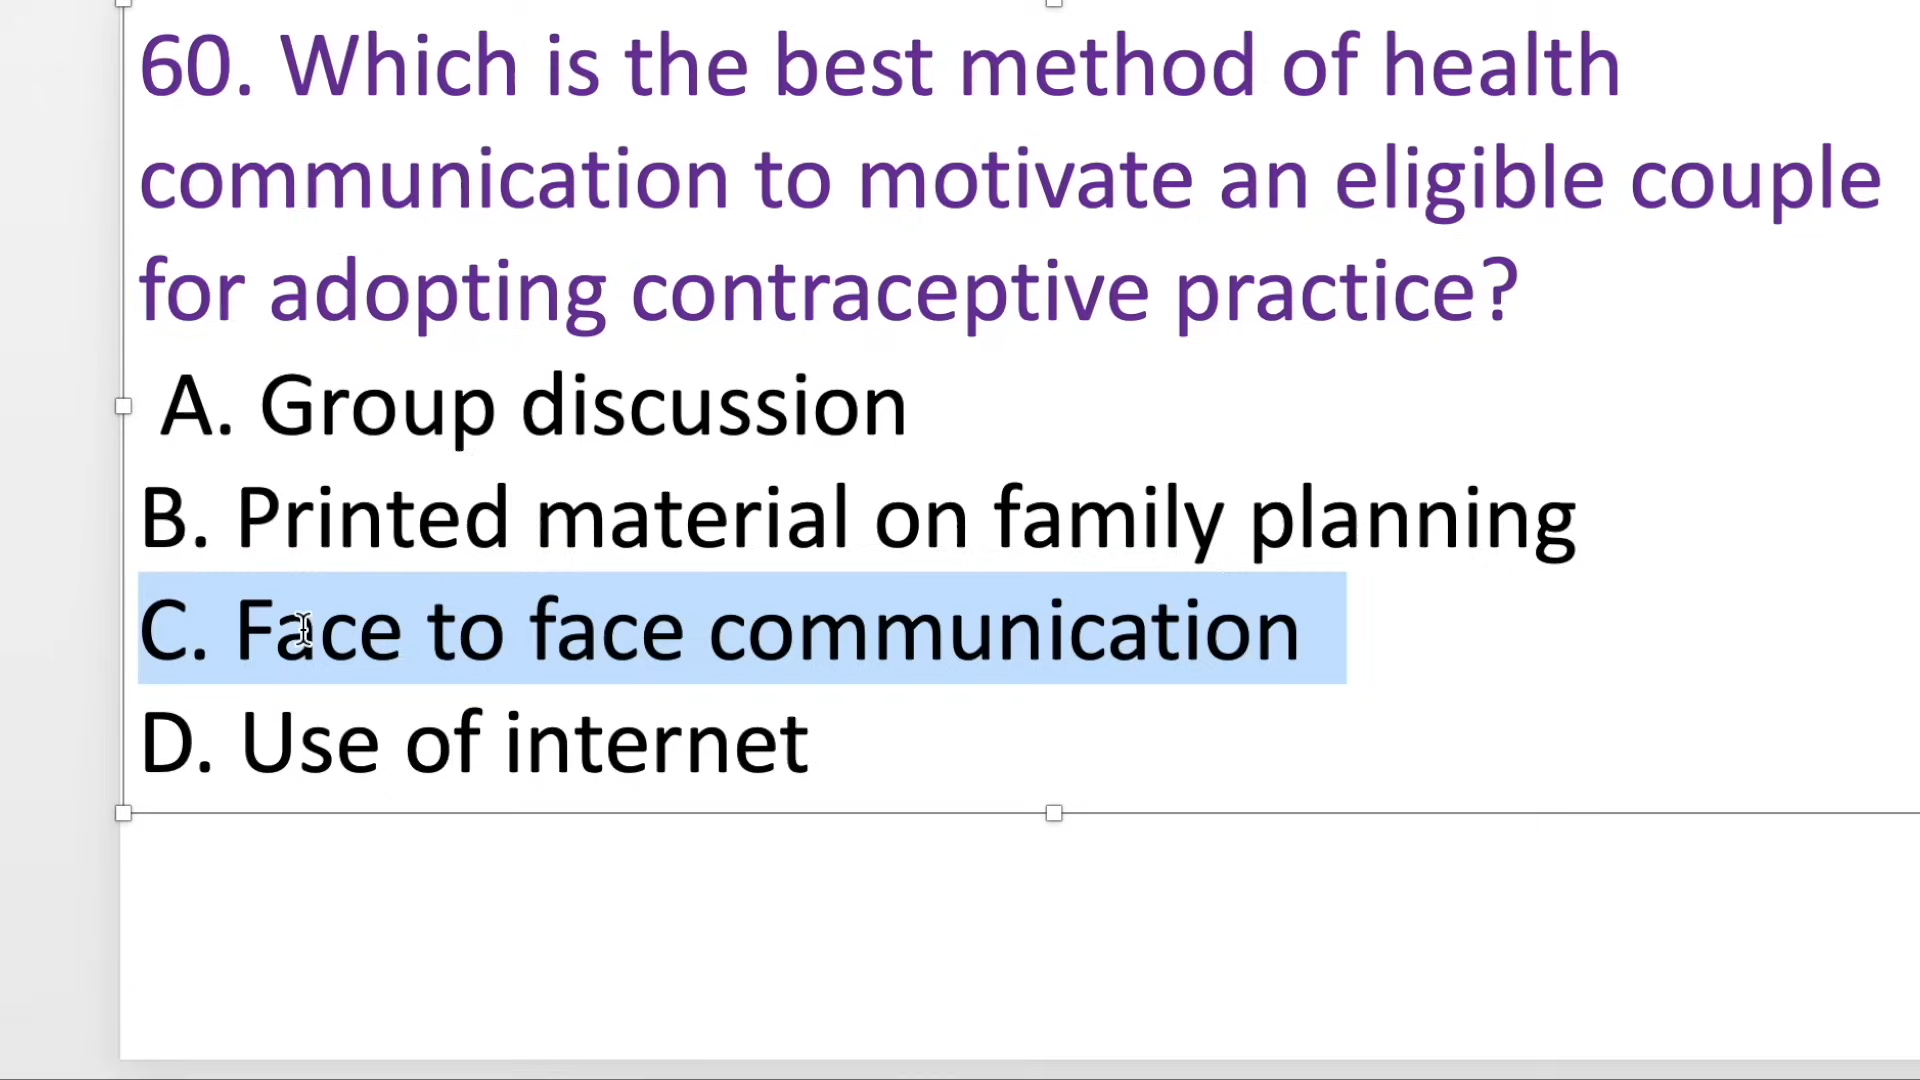 60. Which is the best method of health
communication to motivate an eligible couple
for adopting contraceptive practice?
A. Group discussion
B. Printed material on family planning
C. Face to face communication
D. Use of internet